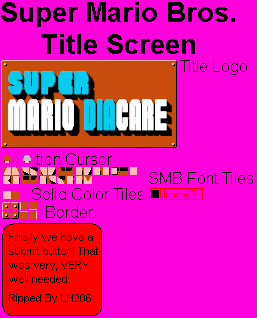 Super Mario Bros.
Title Screen
Title Logo
SUPER
MARIO DIACARE
tion Cursor
SMB Font Tiles
Solid Color Tiles
Unused?
Border
Finally we have a
submit button! That
was very, VERY
well needed.
Ripped By LH206